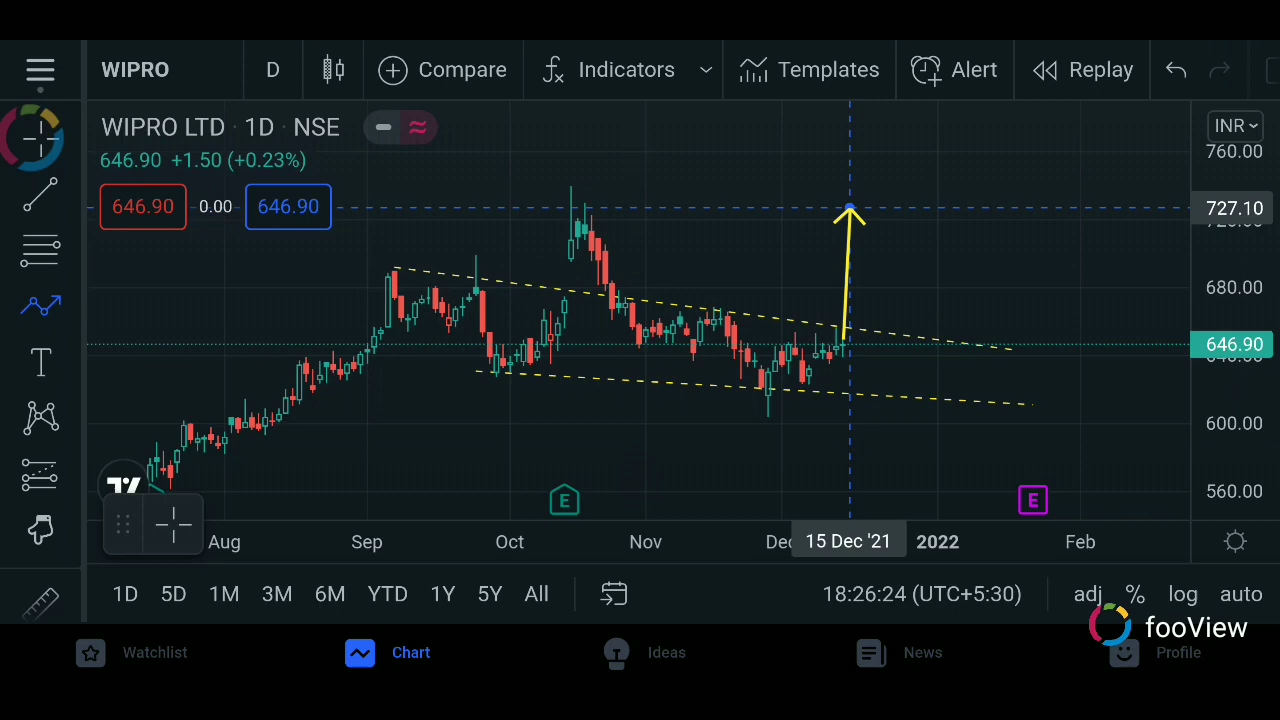 WIPRO D Compare Indicators Templates Alert Replay
WIPRO LTD · 1D · NSE
INR
646.90 +1.50 (+0.23%)
760.00
646.90 0.00 646.90
727.10
680.00
646.90
600.00
560.00
E E
Aug Sep Oct Nov Dec 15 Dec '21 2022 Feb
1D 5D 1M 3M 6M YTD 1Y 5Y All 18:26:24 (UTC+5:30) adj % log auto
fooView
Watchlist Chart Ideas News Profile